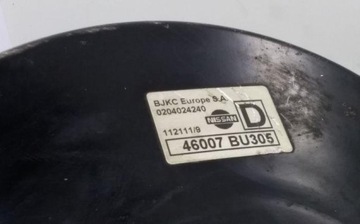 BJKC Europe S.A
0204024240
112111/9
NISSAN
D
46007 BU305